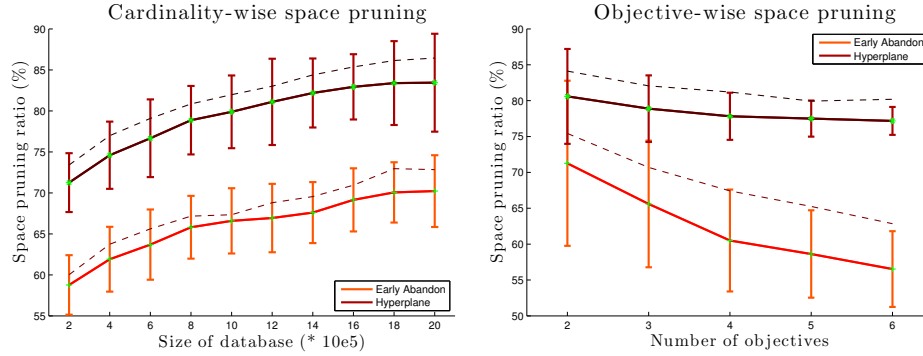 Cardinality-wise space pruning
Space pruning ratio (%)
90
85
80
75
70
65
60
55
2 4 6 8 10 12 14 16 18 20
Size of database (* 10e5)
Early Abandon
Hyperplane
Objective-wise space pruning
Space pruning ratio (%)
90
85
80
75
70
65
60
55
50
2 3 4 5 6
Number of objectives
Early Abandon
Hyperplane